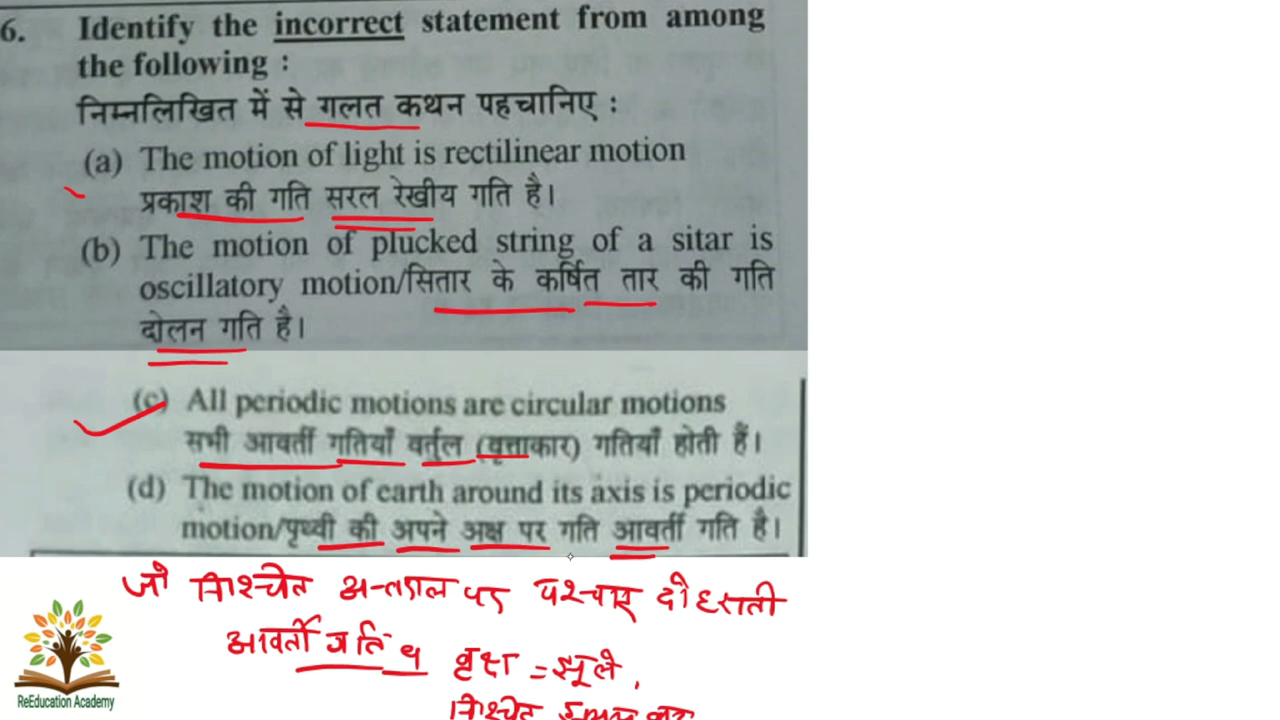 6. Identify the incorrect statement from among
the following :
निम्नलिखित में से गलत कथन पहचानिए :
(a) The motion of light is rectilinear motion
प्रकाश की गति सरल रेखीय गति है।
(b) The motion of plucked string of a sitar is
oscillatory motion/सितार के कर्षित तार की गति
दोलन गति है।
(c) All periodic motions are circular motions
सभी आवर्ती गतियाँ वर्तुल (वृत्ताकार) गतियाँ होती हैं।
(d) The motion of earth around its axis is periodic
motion/पृथ्वी की अपने अक्ष पर गति आवर्ती गति है।
जो निश्चित अन्तराल पर पश्चात दोहराती
आवर्ती गति
= झूले,
निश्चित
ReEducation Academy